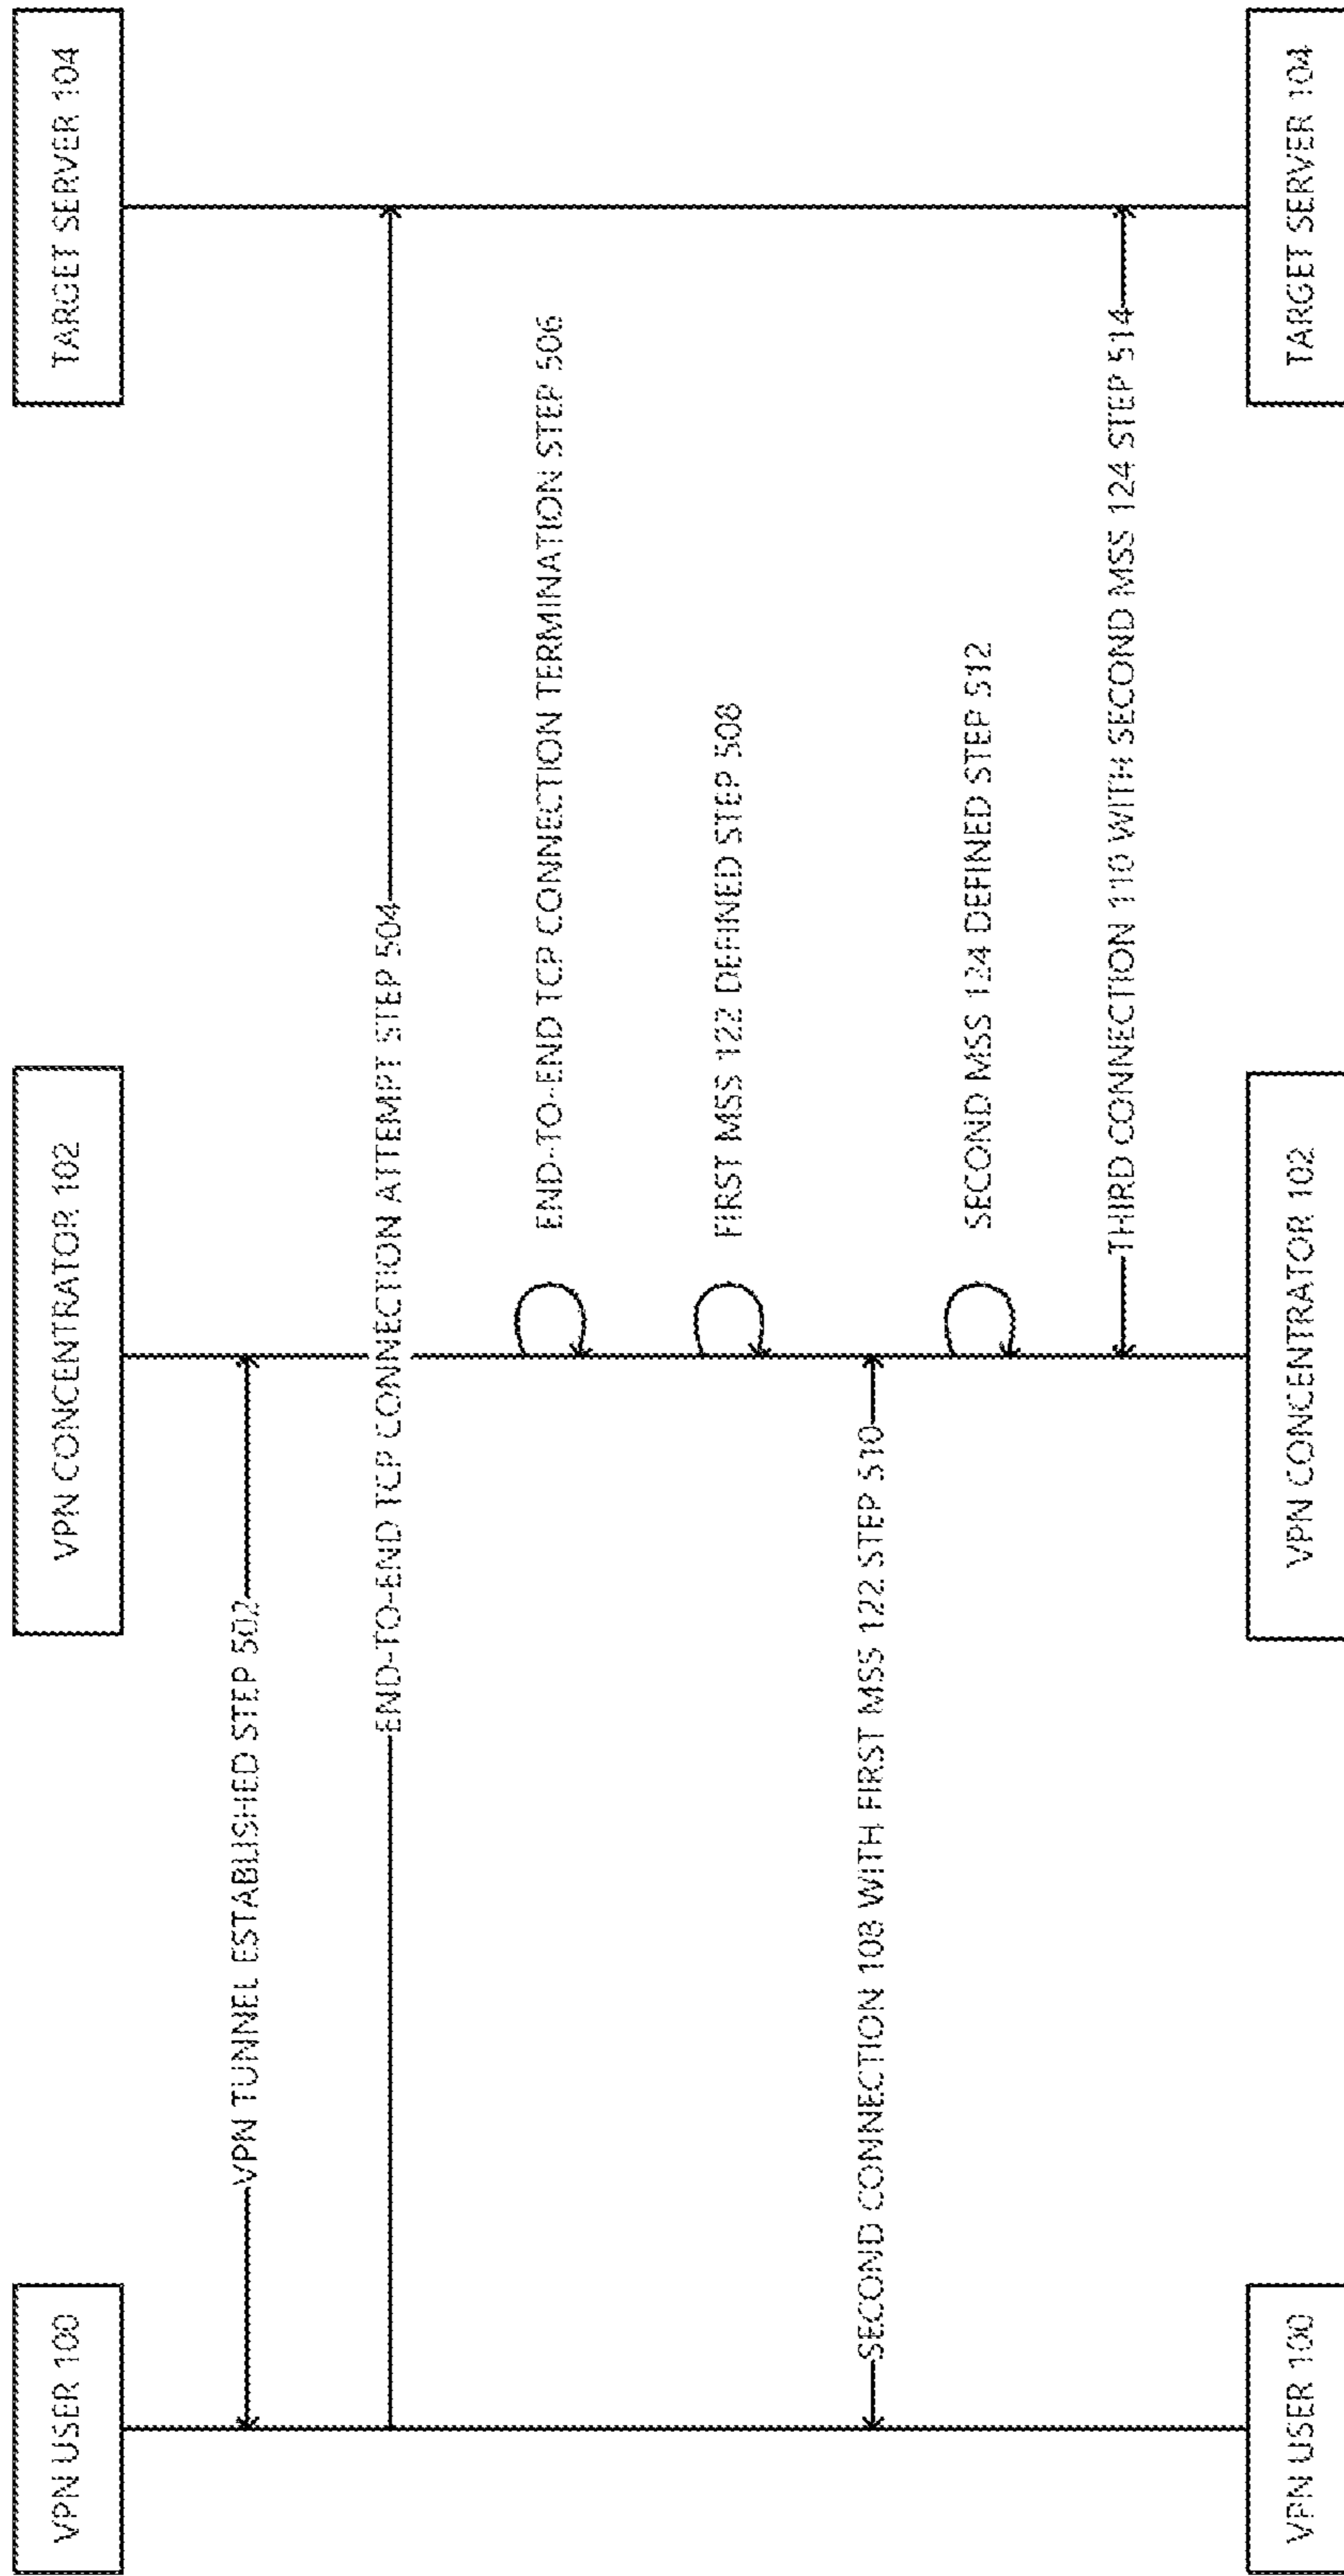 VPN USER 100
VPN CONCENTRATOR 102
TARGET SERVER 104
VPN TUNNEL ESTABLISHED STEP 502
END-TO-END TCP CONNECTION ATTEMPT STEP 504
END-TO-END TCP CONNECTION TERMINATION STEP 506
FIRST MSS 122 DEFINED STEP 508
SECOND CONNECTION 108 WITH FIRST MSS 122 STEP 510
SECOND MSS 124 DEFINED STEP 512
THIRD CONNECTION 110 WITH SECOND MSS 124 STEP 514
VPN USER 100
VPN CONCENTRATOR 102
TARGET SERVER 104